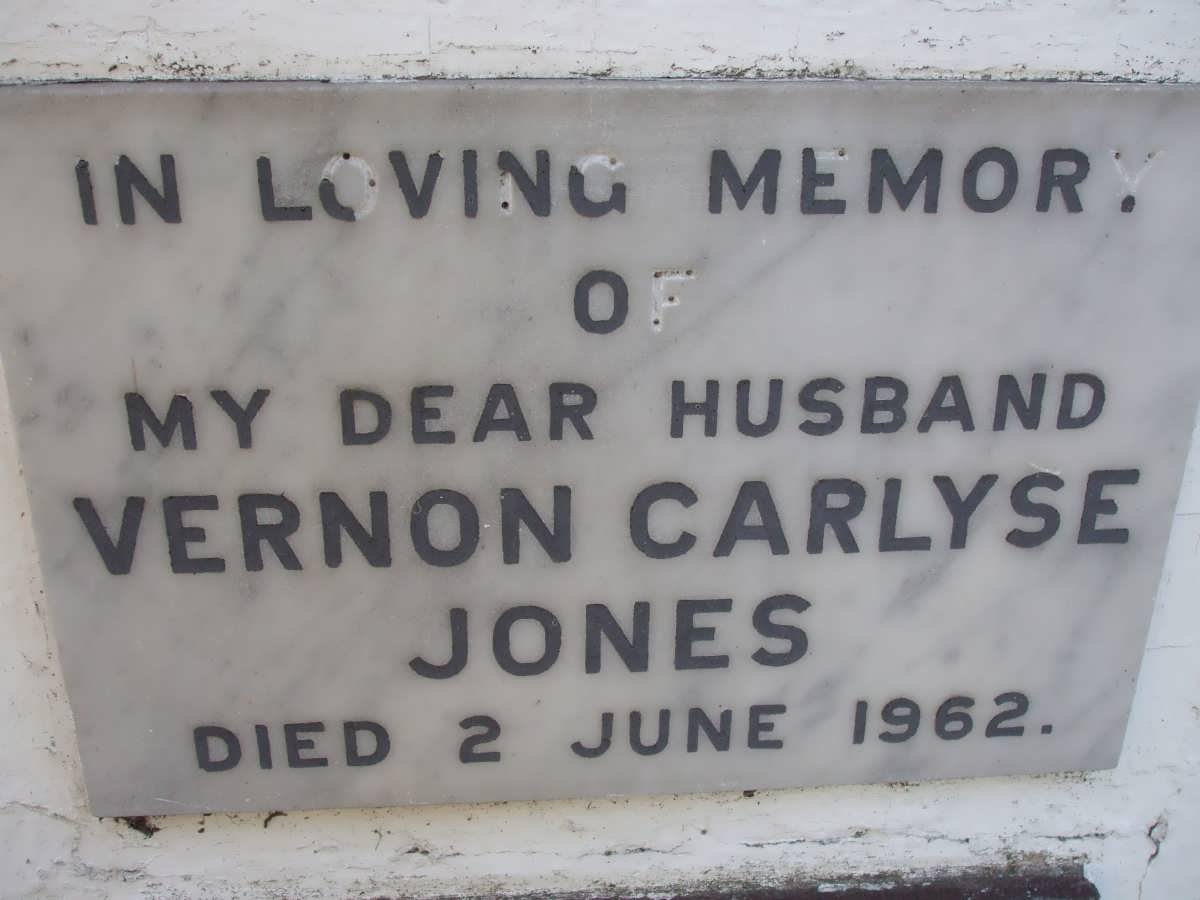 IN LOVING MEMORY
OF
MY DEAR HUSBAND
VERNON CARLYSE
JONES
DIED 2 JUNE 1962.